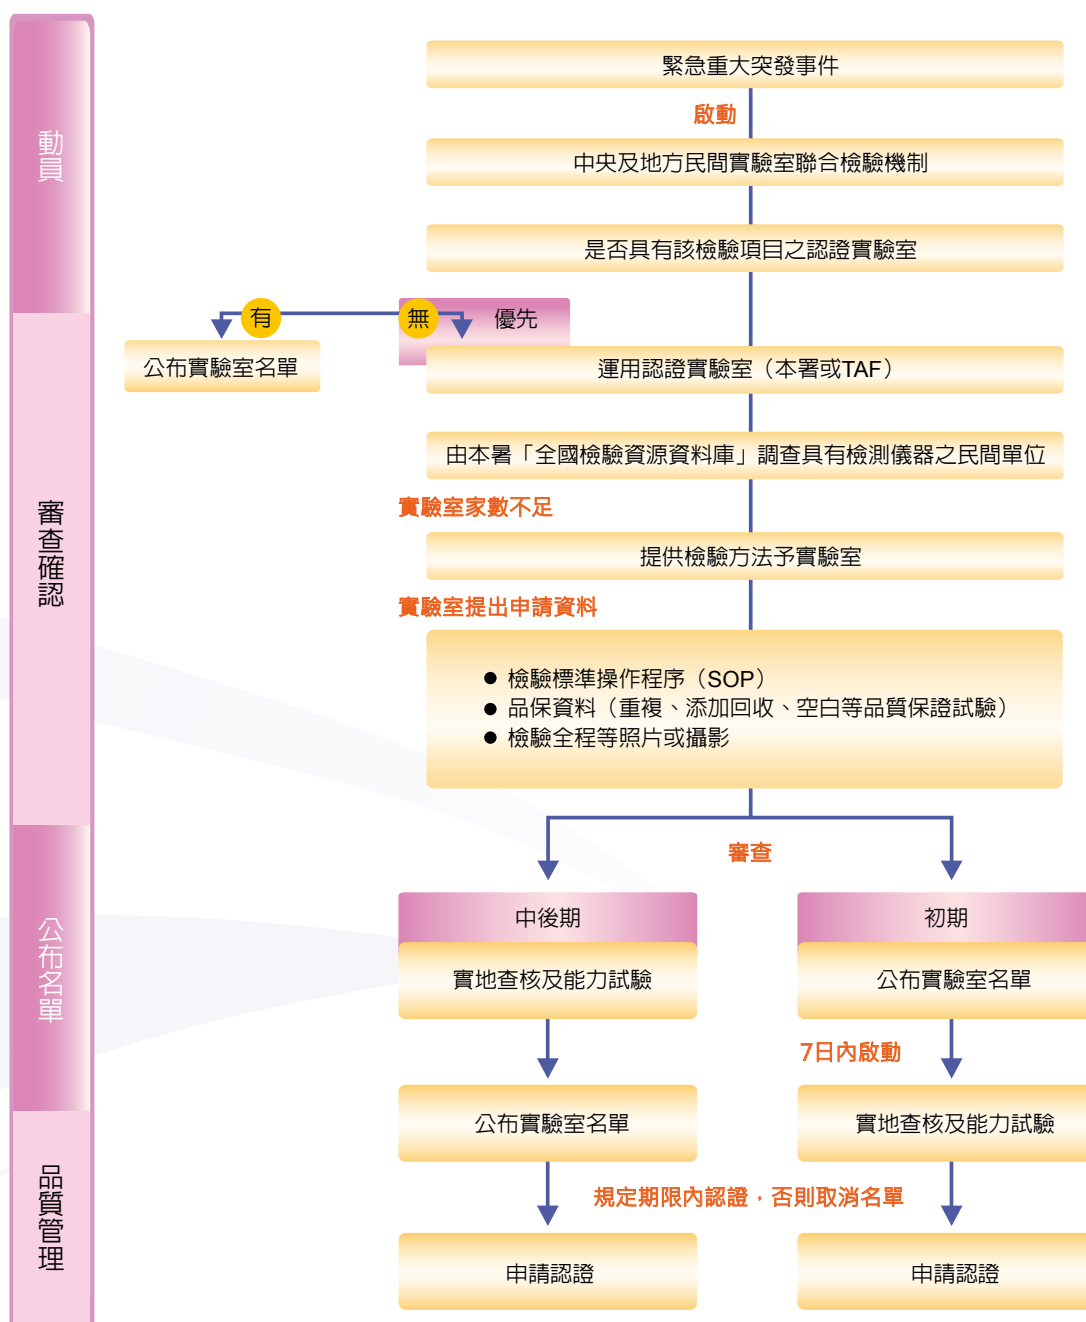 動員
緊急重大突發事件
啟動
中央及地方民間實驗室聯合檢驗機制
是否具有該檢驗項目之認證實驗室
審查確認
有
無
優先
公布實驗室名單
運用認證實驗室（本署或TAF）
由本署「全國檢驗資源資料庫」調查具有檢測儀器之民間單位
實驗室家數不足
提供檢驗方法予實驗室
實驗室提出申請資料
● 檢驗標準操作程序（SOP）
● 品保資料（重複、添加回收、空白等品質保證試驗）
● 檢驗全程等照片或攝影
審查
公布名單
中後期
初期
實地查核及能力試驗
公布實驗室名單
7日內啟動
公布實驗室名單
實地查核及能力試驗
品質管理
規定期限內認證，否則取消名單
申請認證
申請認證